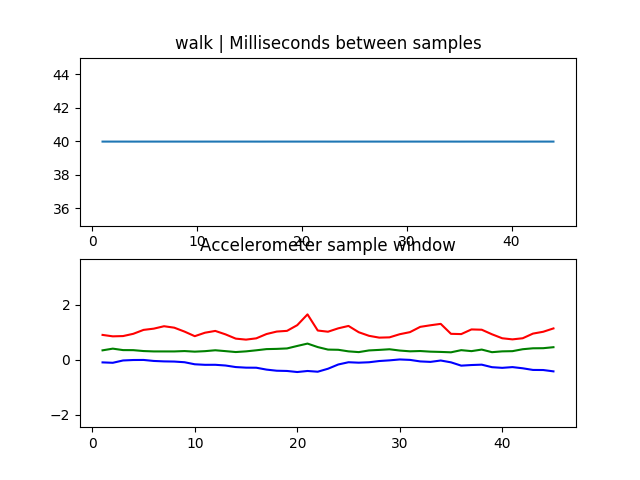 walk | Milliseconds between samples
44
42
40
38
36
0 10 20 30 40
Accelerometer sample window
2
0
−2
0 10 20 30 40